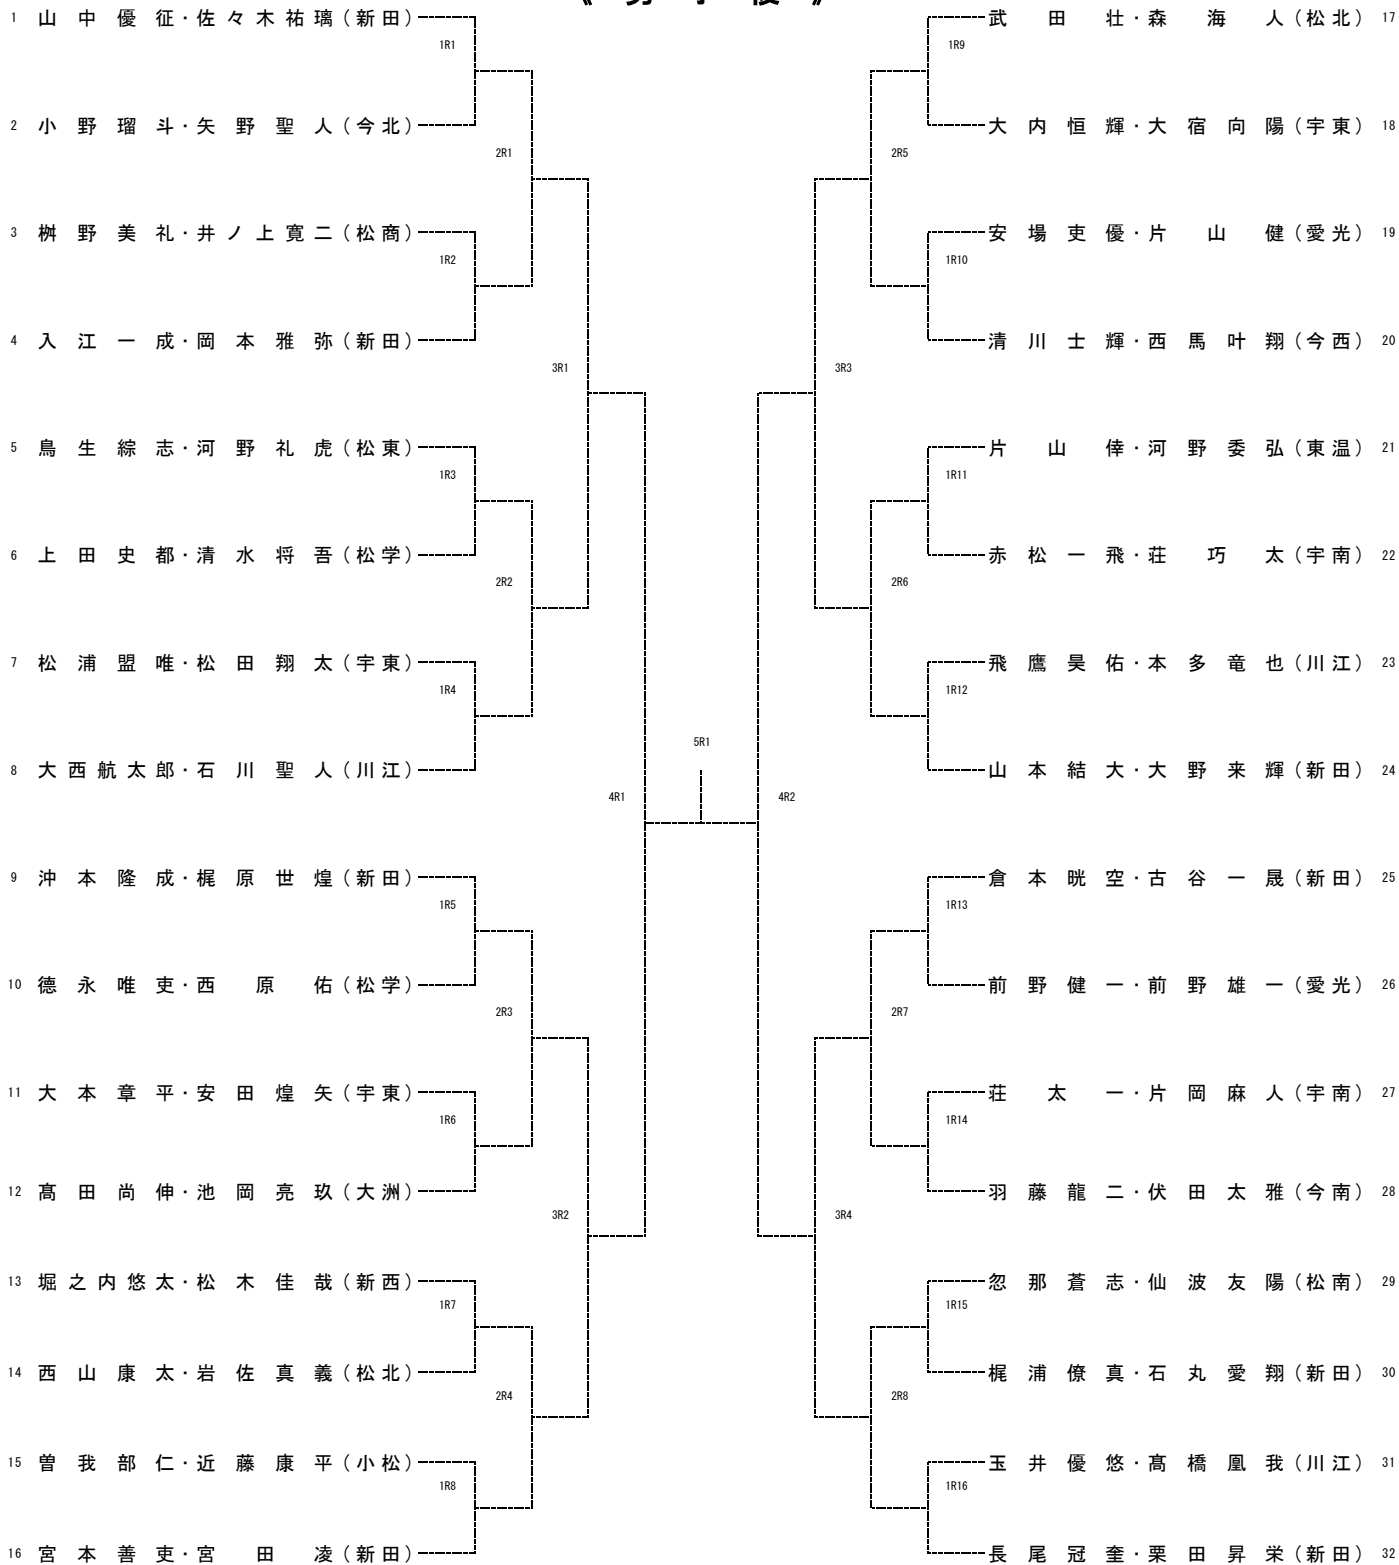 1 山中優征・佐々木祐璃（新田）
1R1
2 小野瑠斗・矢野聖人（今北）
2R1
3 桝野美礼・井ノ上寛二（松商）
1R2
4 入江一成・岡本雅弥（新田）
3R1
5 鳥生綜志・河野礼虎（松東）
1R3
6 上田史都・清水将吾（松学）
2R2
7 松浦盟唯・松田翔太（宇東）
1R4
8 大西航太郎・石川聖人（川江）
4R1
9 沖本隆成・梶原世煌（新田）
1R5
10 德永唯吏・西原佑（松学）
2R3
11 大本章平・安田煌矢（宇東）
1R6
12 髙田尚伸・池岡亮玖（大洲）
3R2
13 堀之内悠太・松木佳哉（新西）
1R7
14 西山康太・岩佐真義（松北）
2R4
15 曽我部仁・近藤康平（小松）
1R8
16 宮本善吏・宮田凌（新田）
5R1
武田壮・森海人（松北） 17
1R9
大内恒輝・大宿向陽（宇東） 18
2R5
安場吏優・片山健（愛光） 19
1R10
清川士輝・西馬叶翔（今西） 20
3R3
片山倖・河野委弘（東温） 21
1R11
赤松一飛・荘巧太（宇南） 22
2R6
飛鷹昊佑・本多竜也（川江） 23
1R12
山本結大・大野来輝（新田） 24
4R2
倉本晄空・古谷一晟（新田） 25
1R13
前野健一・前野雄一（愛光） 26
2R7
荘太一・片岡麻人（宇南） 27
1R14
羽藤龍二・伏田太雅（今南） 28
3R4
忽那蒼志・仙波友陽（松南） 29
1R15
梶浦僚真・石丸愛翔（新田） 30
2R8
玉井優悠・髙橋凰我（川江） 31
1R16
長尾冠奎・栗田昇栄（新田） 32